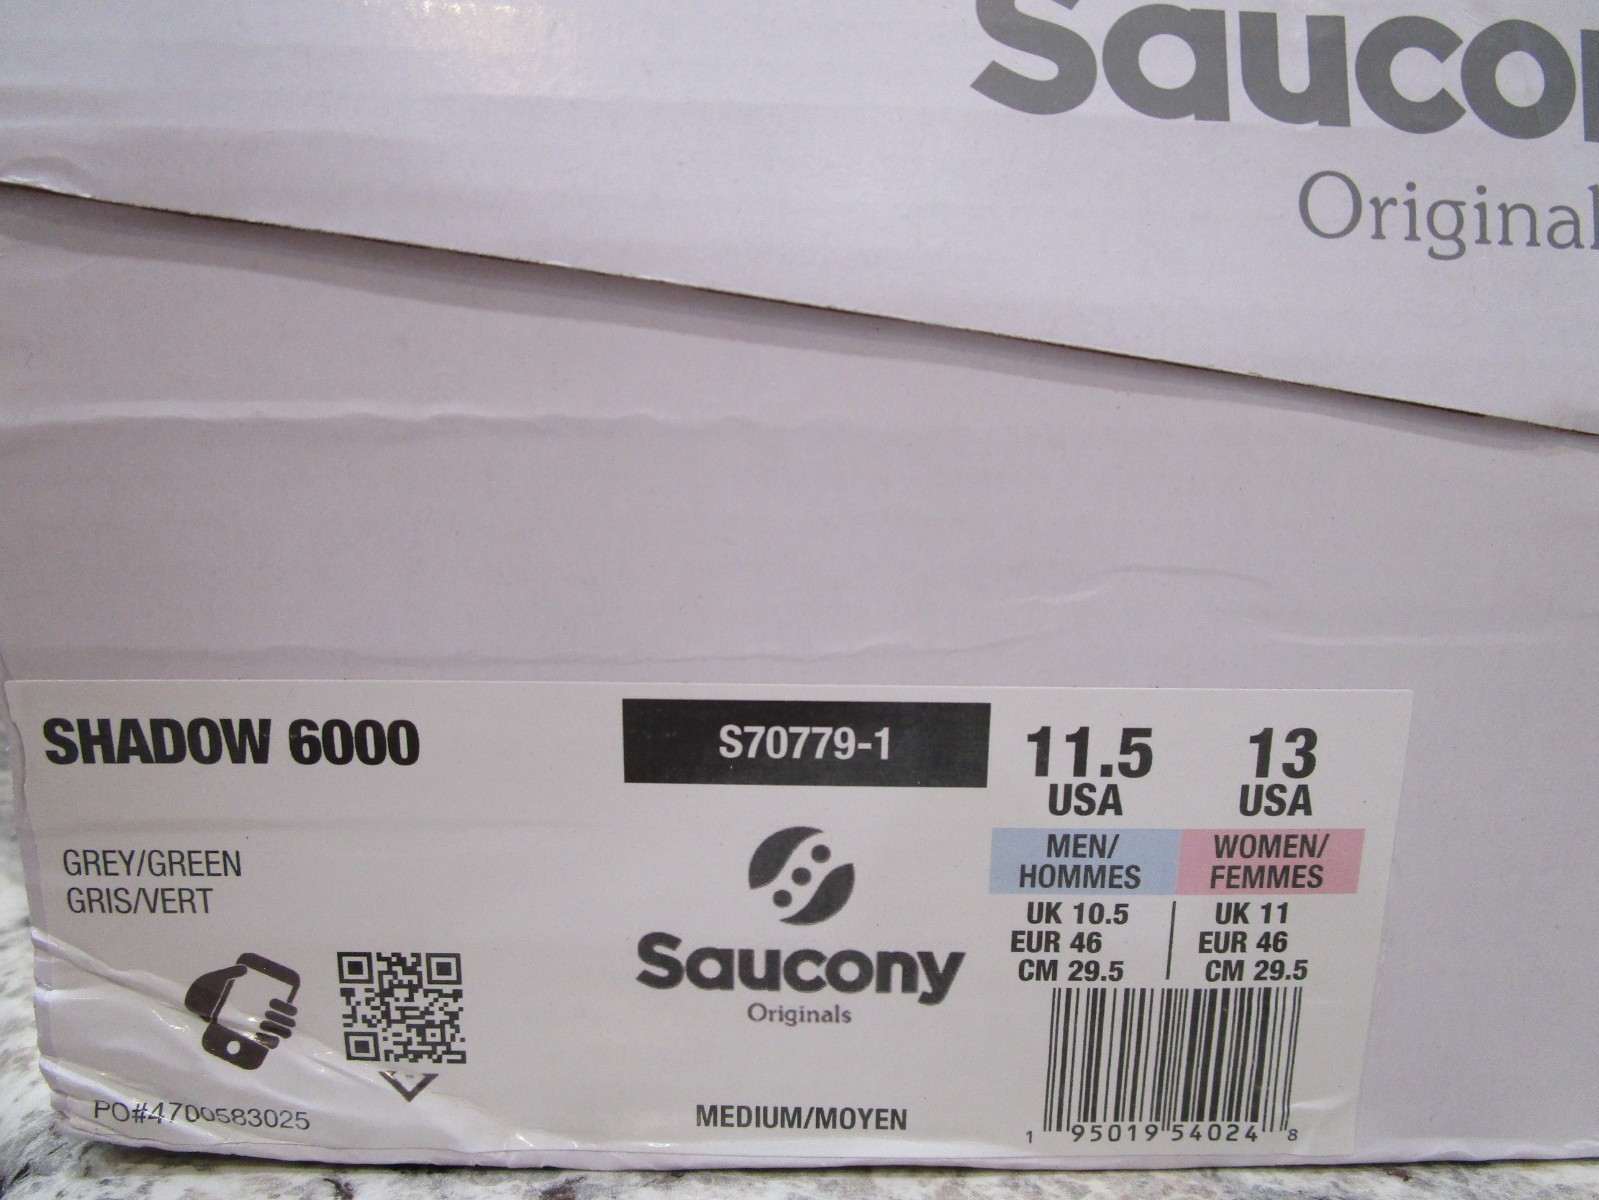 Saucon
Original
SHADOW 6000
S70779-1
11.5
USA
13
USA
GREY/GREEN
GRIS/VERT
MEN/
HOMMES
WOMEN/
FEMMES
UK 10.5
EUR 46
CM 29.5
UK 11
EUR 46
CM 29.5
Saucony
Originals
PO#4700583025
MEDIUM/MOYEN
1 95019 54024 8